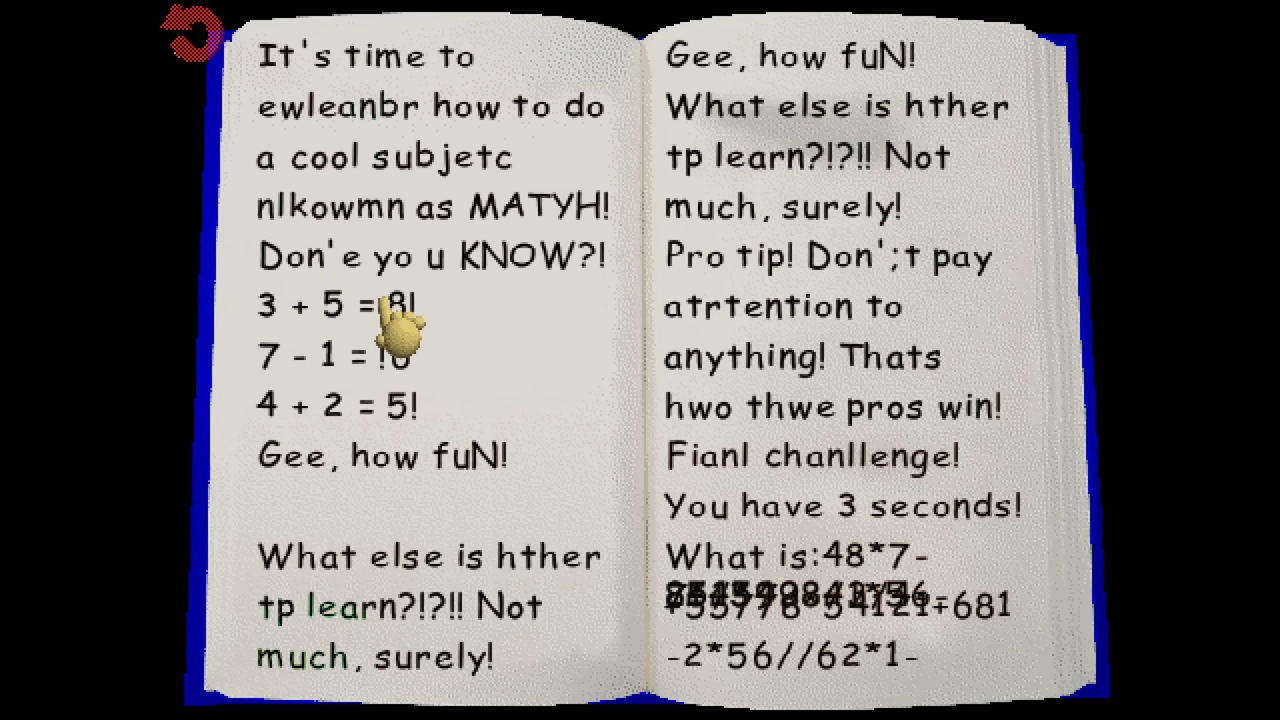 It's time to
ewleanbr how to do
a cool subjetc
nlkowmn as MATYH!
Don'e yo u KNOW?!
3 + 5 = 8!
7 - 1 = !6
4 + 2 = 5!
Gee, how fuN!
What else is hther
tp learn?!?!! Not
much, surely!
Gee, how fuN!
What else is hther
tp learn?!?!! Not
much, surely!
Pro tip! Don';t pay
atrtention to
anything! Thats
hwo thwe pros win!
Fianl chanllenge!
You have 3 seconds!
What is:48*7-
-2*56//62*1-